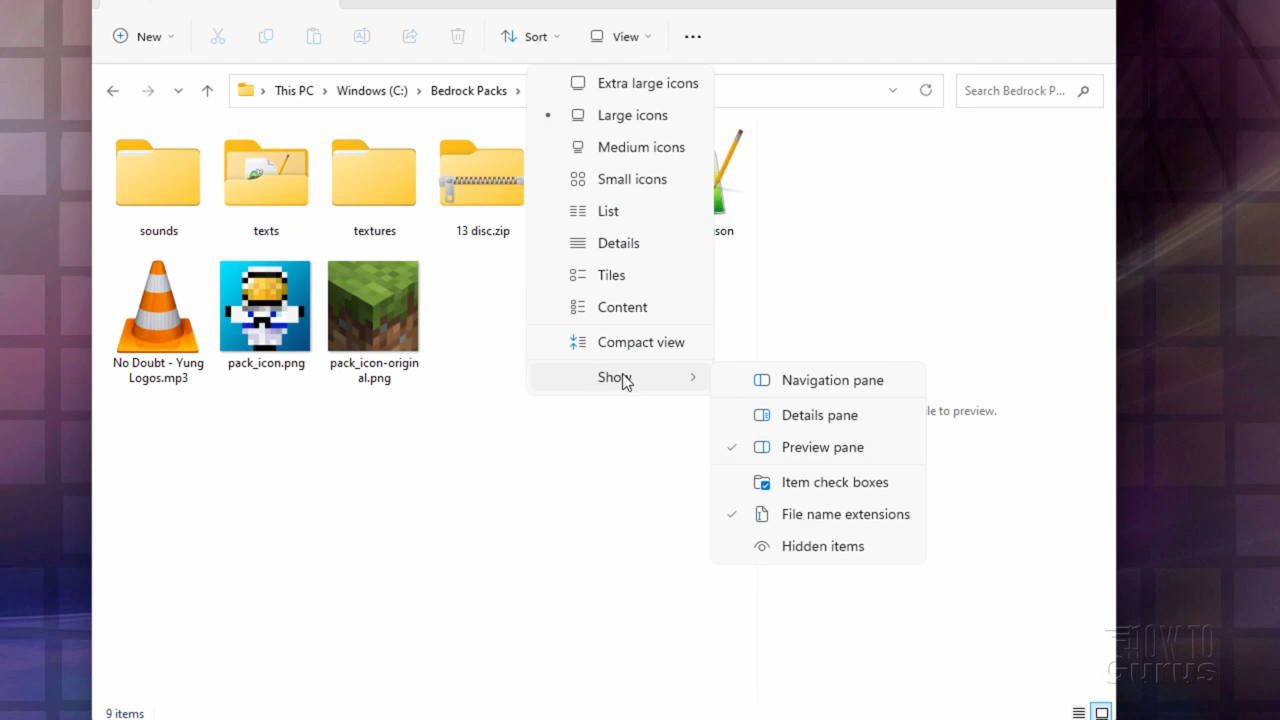 New
Sort
View
This PC
Windows (C:)
Bedrock Packs
Search Bedrock P...
Extra large icons
Large icons
Medium icons
Small icons
List
Details
Tiles
Content
Compact view
Show
sounds
texts
textures
13 disc.zip
son
No Doubt - Yung
Logos.mp3
pack_icon.png
pack_icon-origin
al.png
Navigation pane
Details pane
Preview pane
Item check boxes
File name extensions
Hidden items
le to preview.
HOW TO
Gurus
9 items